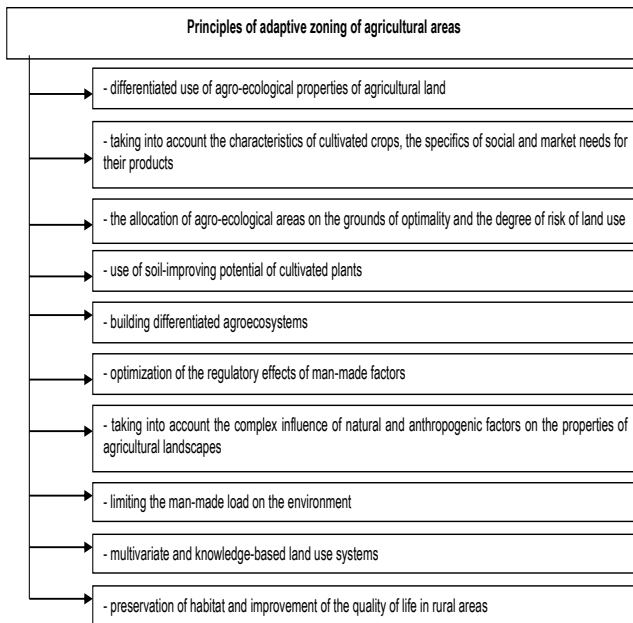 Principles of adaptive zoning of agricultural areas
- differentiated use of agro-ecological properties of agricultural land
- taking into account the characteristics of cultivated crops, the specifics of social and market needs for
their products
- the allocation of agro-ecological areas on the grounds of optimality and the degree of risk of land use
- use of soil-improving potential of cultivated plants
- building differentiated agroecosystems
- optimization of the regulatory effects of man-made factors
- taking into account the complex influence of natural and anthropogenic factors on the properties of
agricultural landscapes
- limiting the man-made load on the environment
- multivariate and knowledge-based land use systems
- preservation of habitat and improvement of the quality of life in rural areas